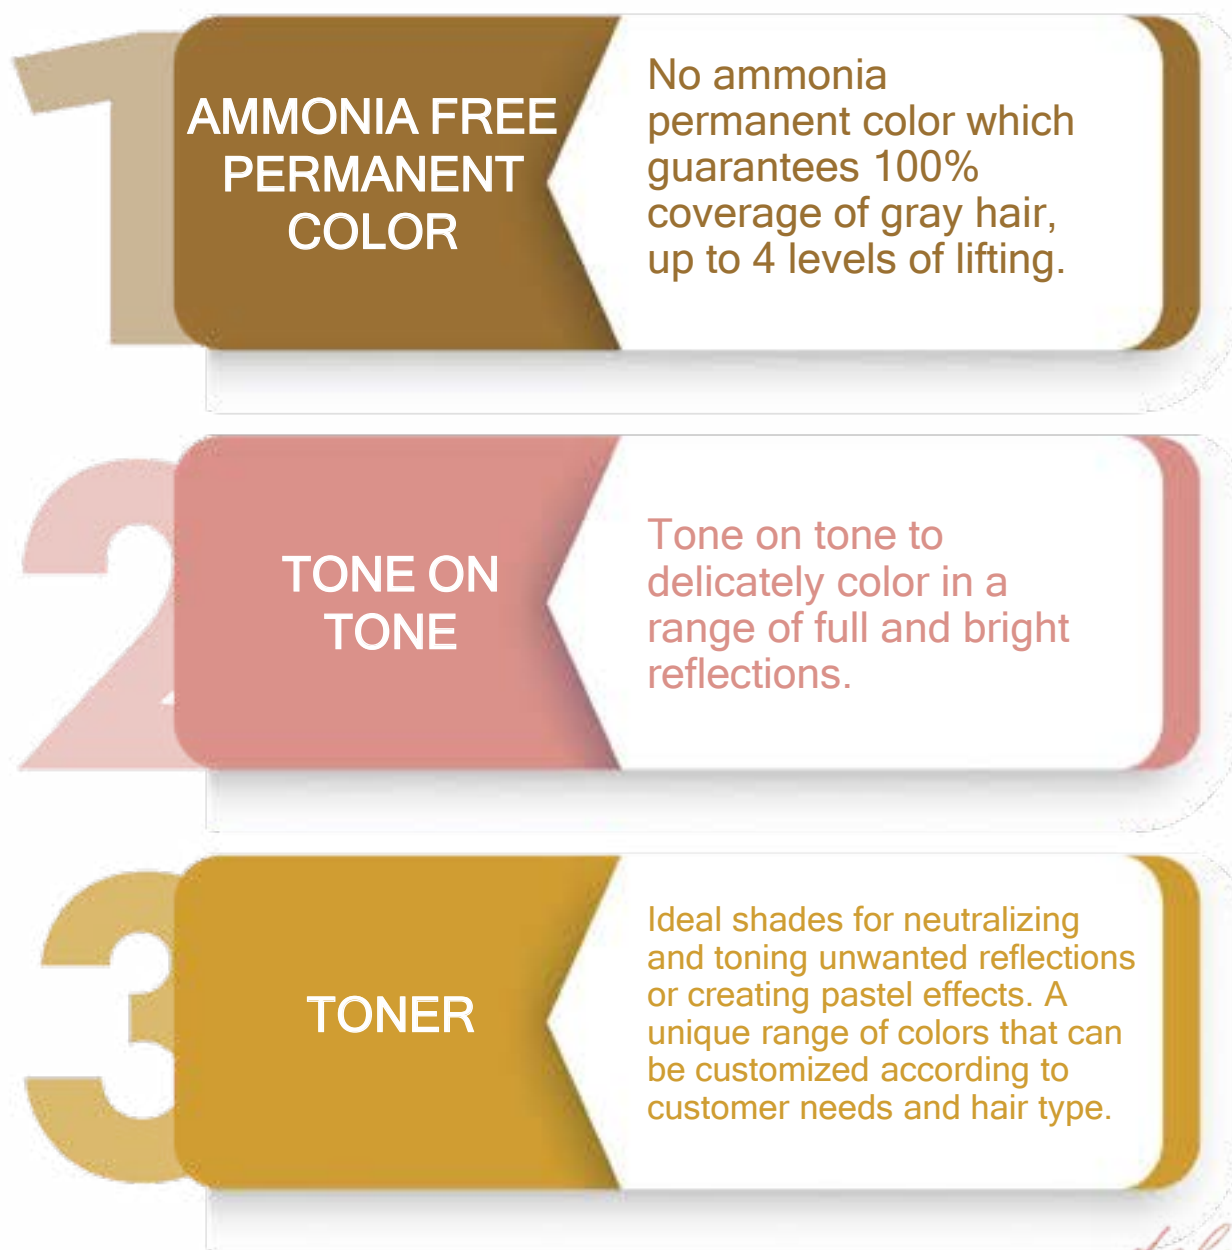 1
AMMONIA FREE
PERMANENT
COLOR
No ammonia
permanent color which
guarantees 100%
coverage of gray hair,
up to 4 levels of lifting.
2
TONE ON
TONE
Tone on tone to
delicately color in a
range of full and bright
reflections.
3
TONER
Ideal shades for neutralizing
and toning unwanted reflections
or creating pastel effects. A
unique range of colors that can
be customized according to
customer needs and hair type.